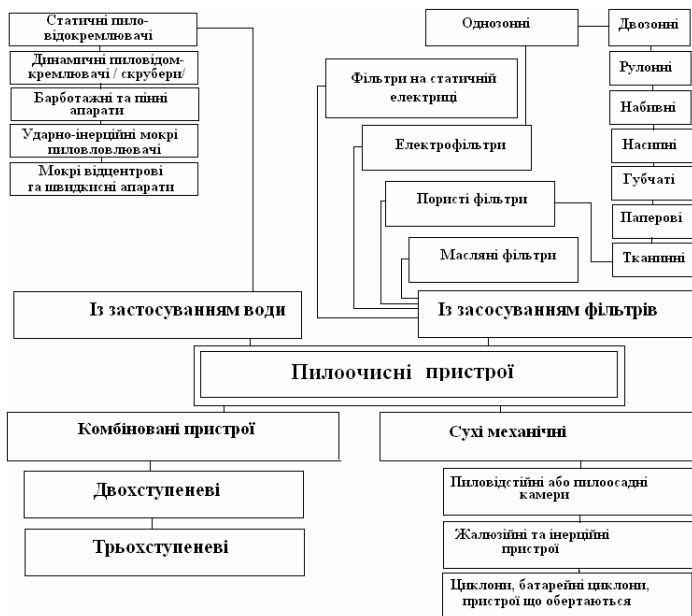 Статичні пило-
відокремлювачі
Динамичні пиловідом-
кремлювачі / скрубери/
Барботажні та пінні
апарати
Ударно-інерційні мокрі
пиловловлювачі
Мокрі відцентрові
та швидкисні апарати
Однозонні
Двозонні
Рулонні
Набивні
Насипні
Губчаті
Паперові
Тканинні
Фільтри на статичній
електриці
Електрофільтри
Пористі фільтри
Масляні фільтри
Із застосуванням води
Із засосуванням фільтрів
Пилоочисні пристрої
Комбіновані пристрої
Двохступеневі
Трьохступеневі
Сухі механічні
Пиловідстійні або пилоосадні
камери
Жалюзійні та інерційні
пристрої
Циклони, батарейні циклони,
пристрої що обертаються